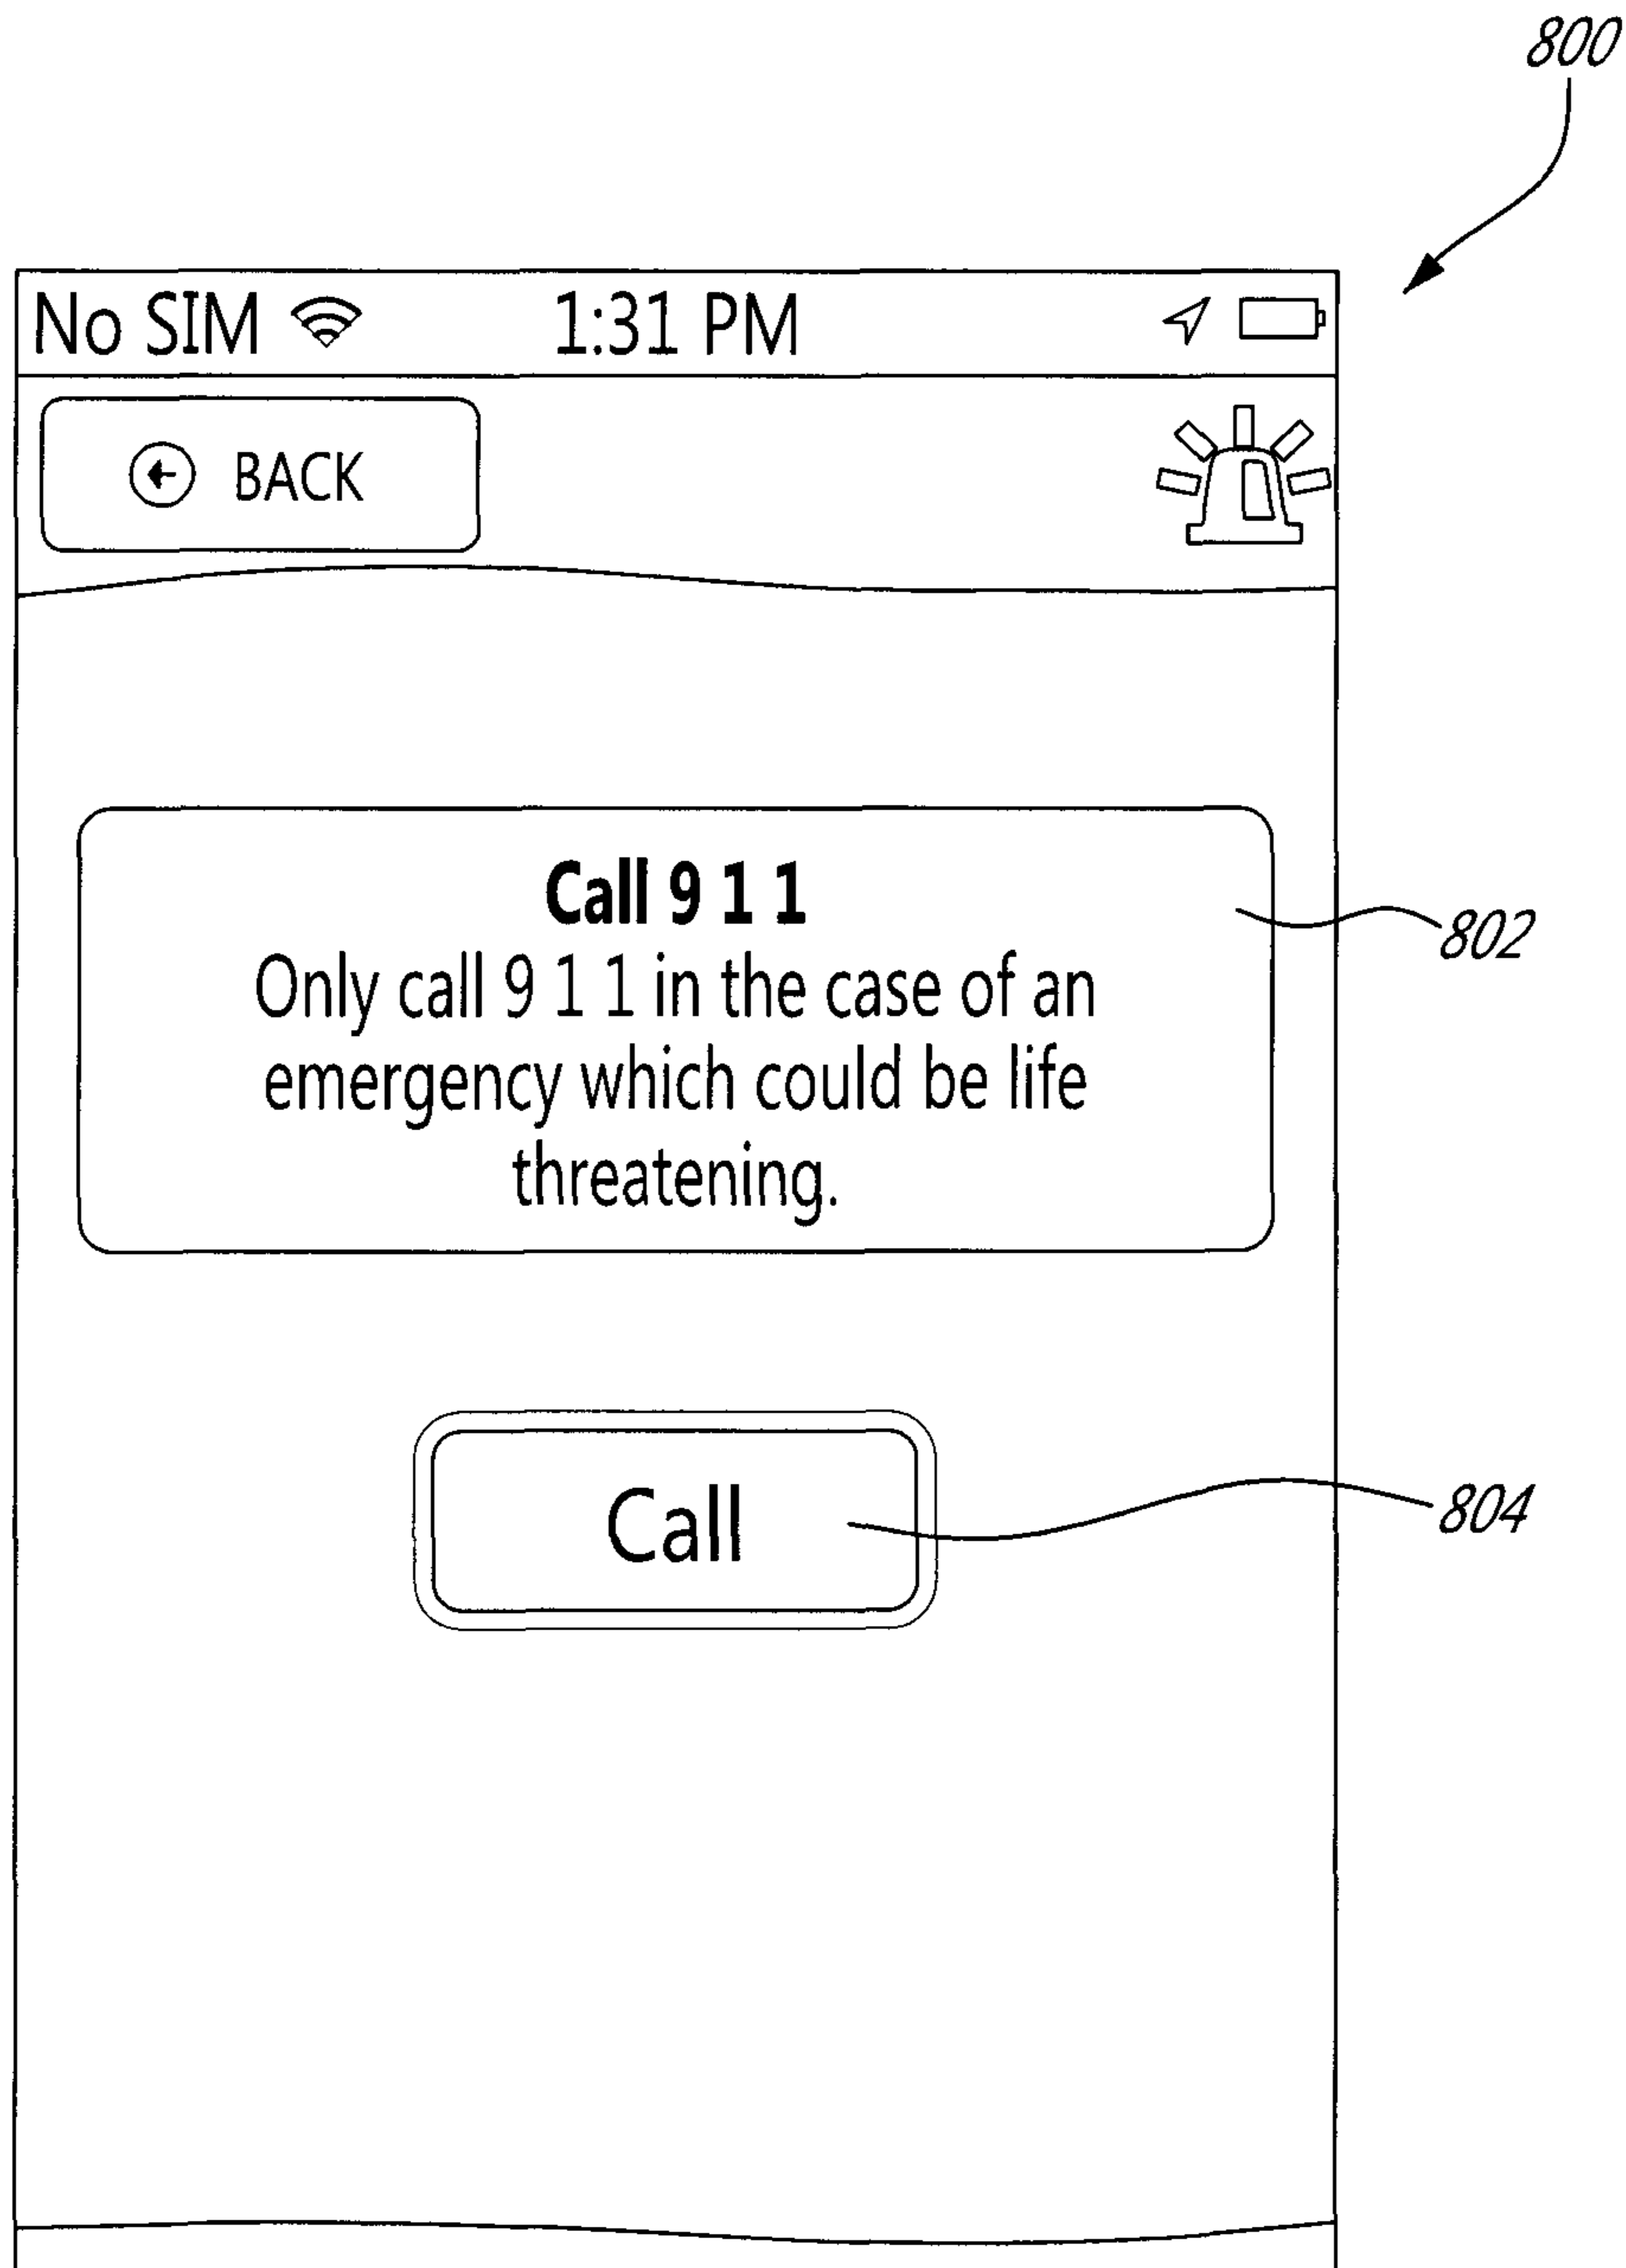 800
No SIM 1:31 PM
BACK
Call 9 1 1
802
Only call 9 1 1 in the case of an
emergency which could be life
threatening.
Call
804